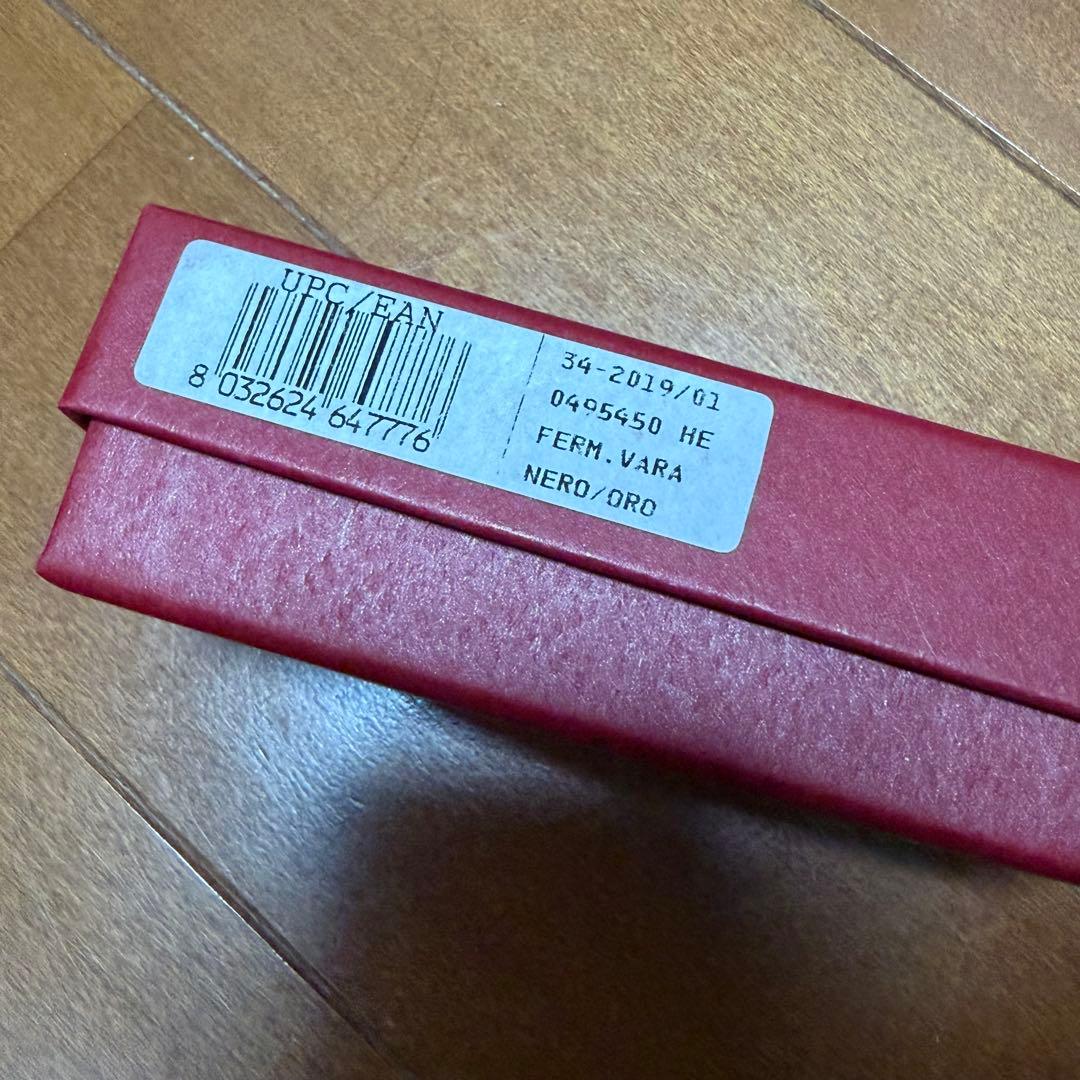 UPC/EAN
8 032624 647776
34-2019/01
0495450 HE
FERM.VARA
NERO/ORO